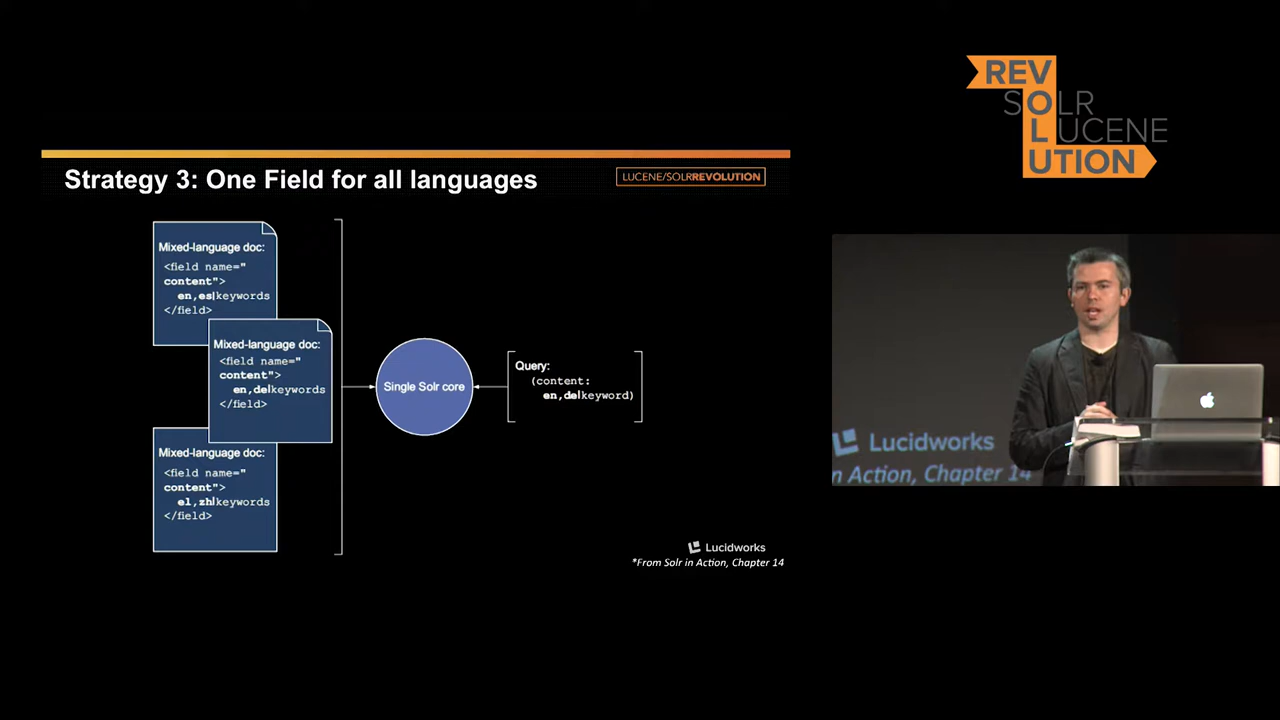 REV
SOLR
LUCENE
UTION
Strategy 3: One Field for all languages
LUCENE/SOLRREVOLUTION
Mixed-language doc:
<field name="
content">
en,es|keywords
</field>
Mixed-language doc:
<field name="
content">
en,de|keywords
</field>
Mixed-language doc:
<field name="
content">
el,zh|keywords
</field>
Single Solr core
Query:
(content:
en,de|keyword)
Lucidworks
*From Solr in Action, Chapter 14
Lucidworks
in Action, Chapter 14